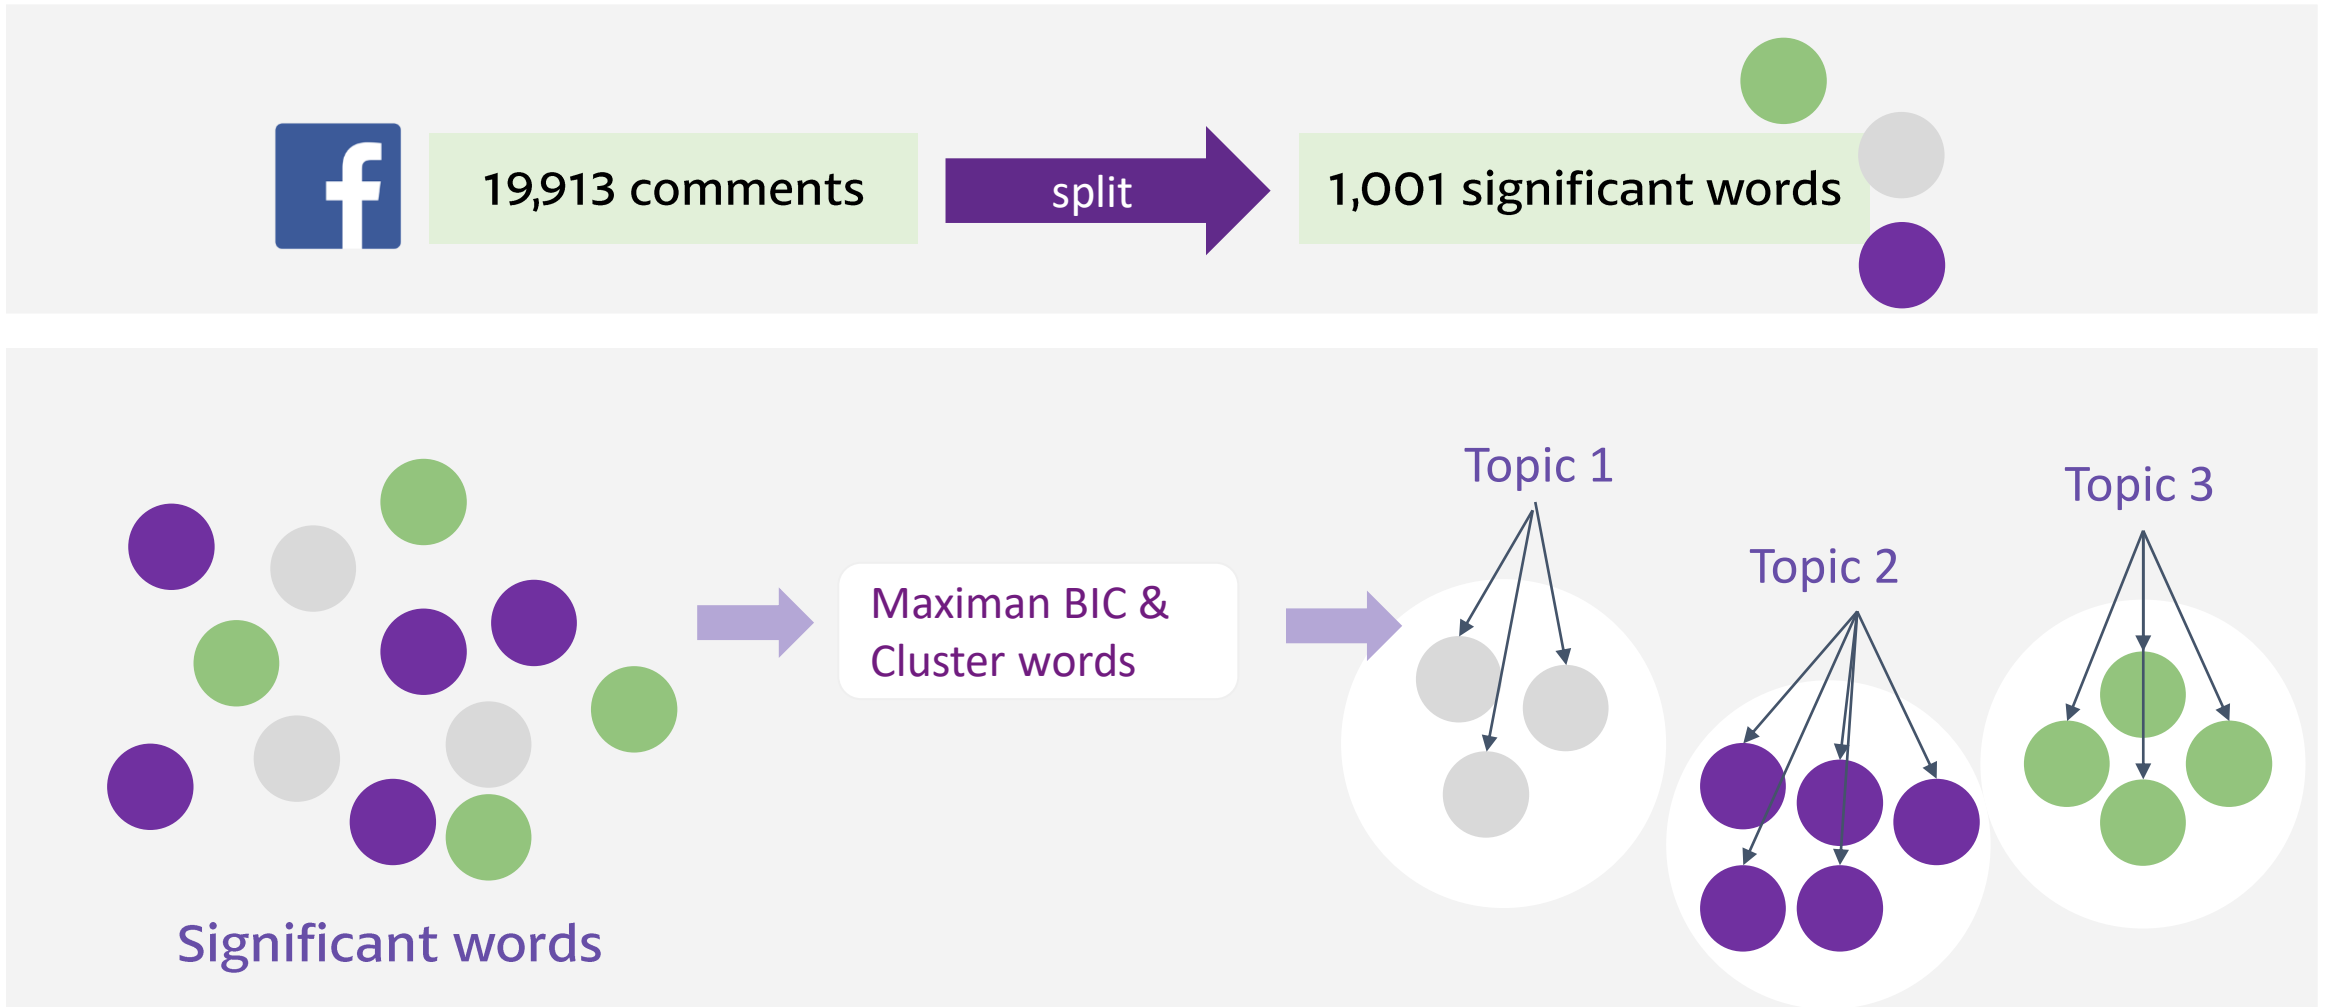 19,913 comments
split
1,001 significant words
Topic 1
Topic 3
Topic 2
Maximan BIC &
Cluster words
Significant words